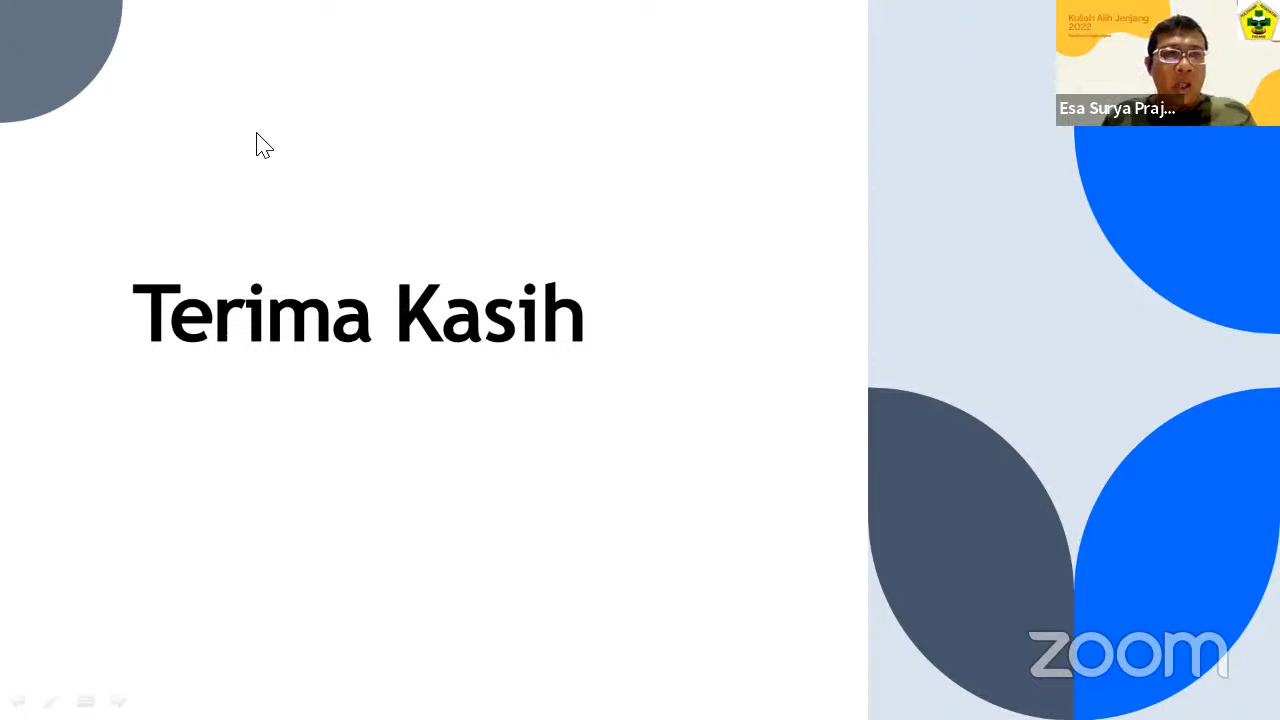 Kuliah Alih Jenjang
2022
Esa Surya Praj...
Terima Kasih
zoom